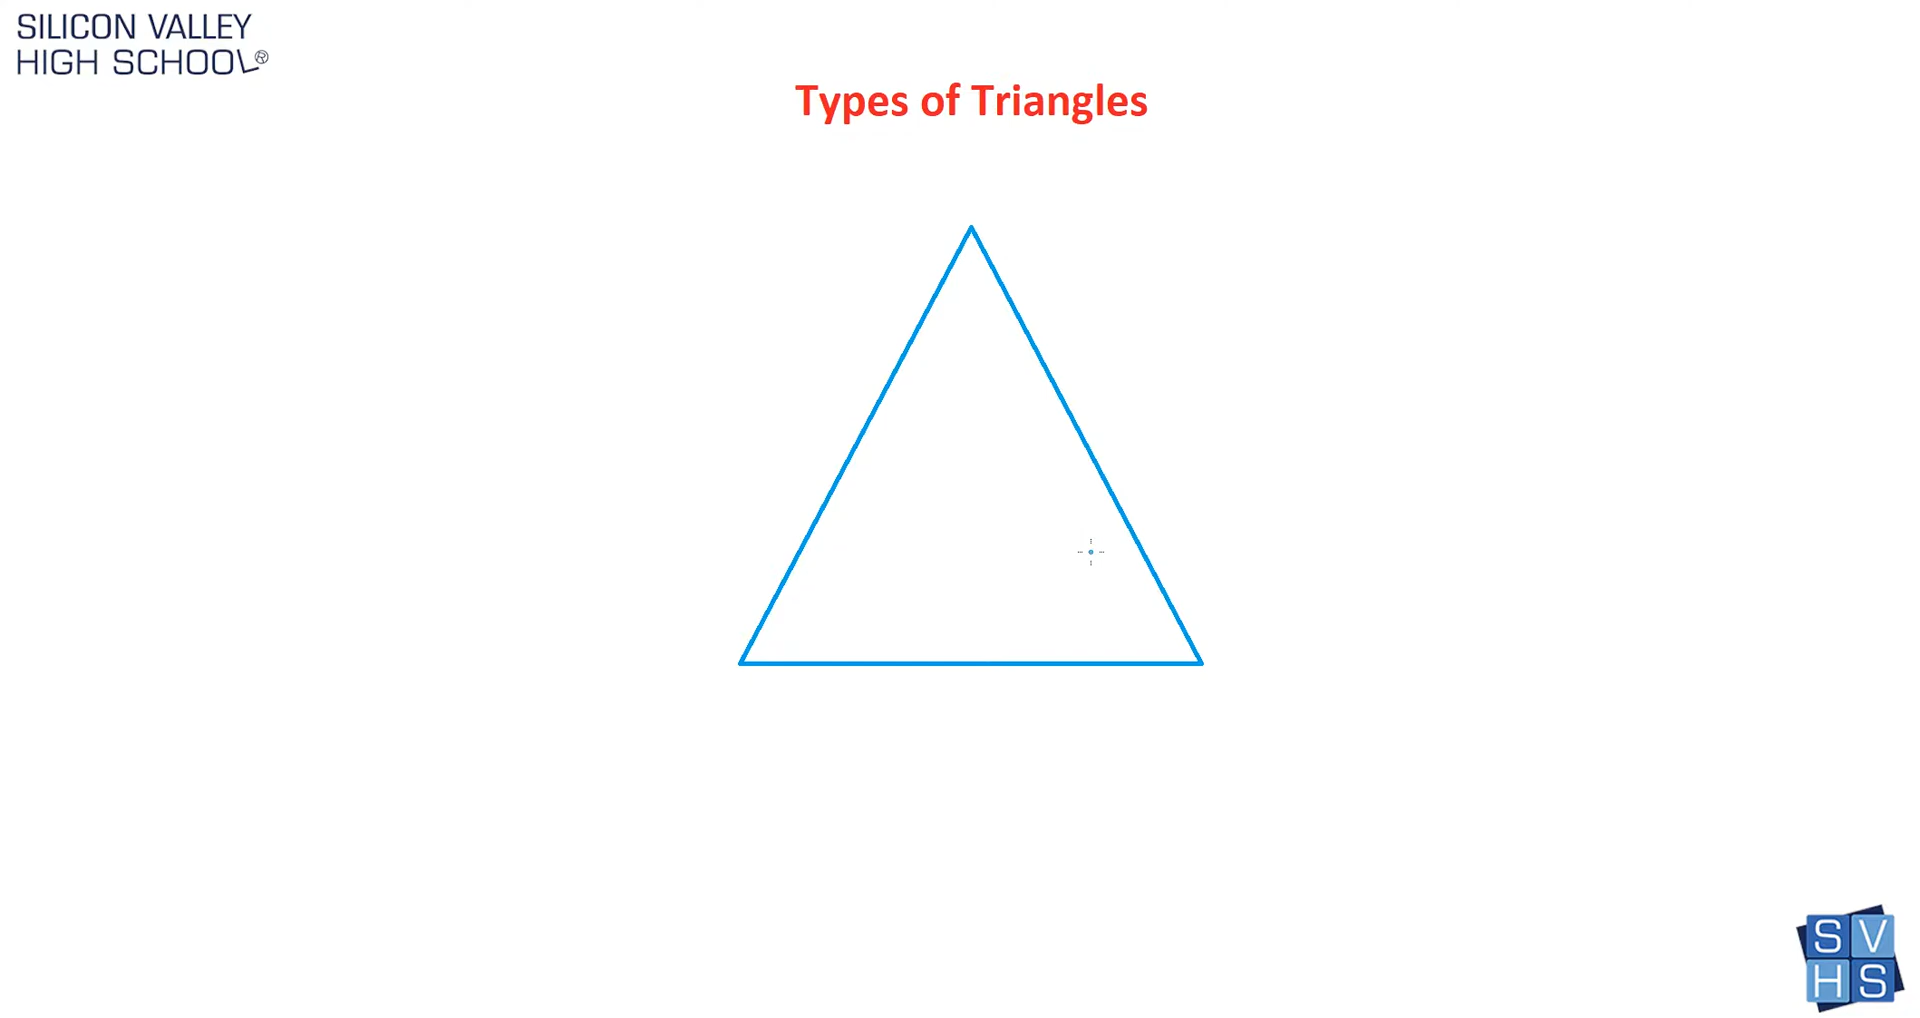 SILICON VALLEY
HIGH SCHOOL®
Types of Triangles
S V
H S